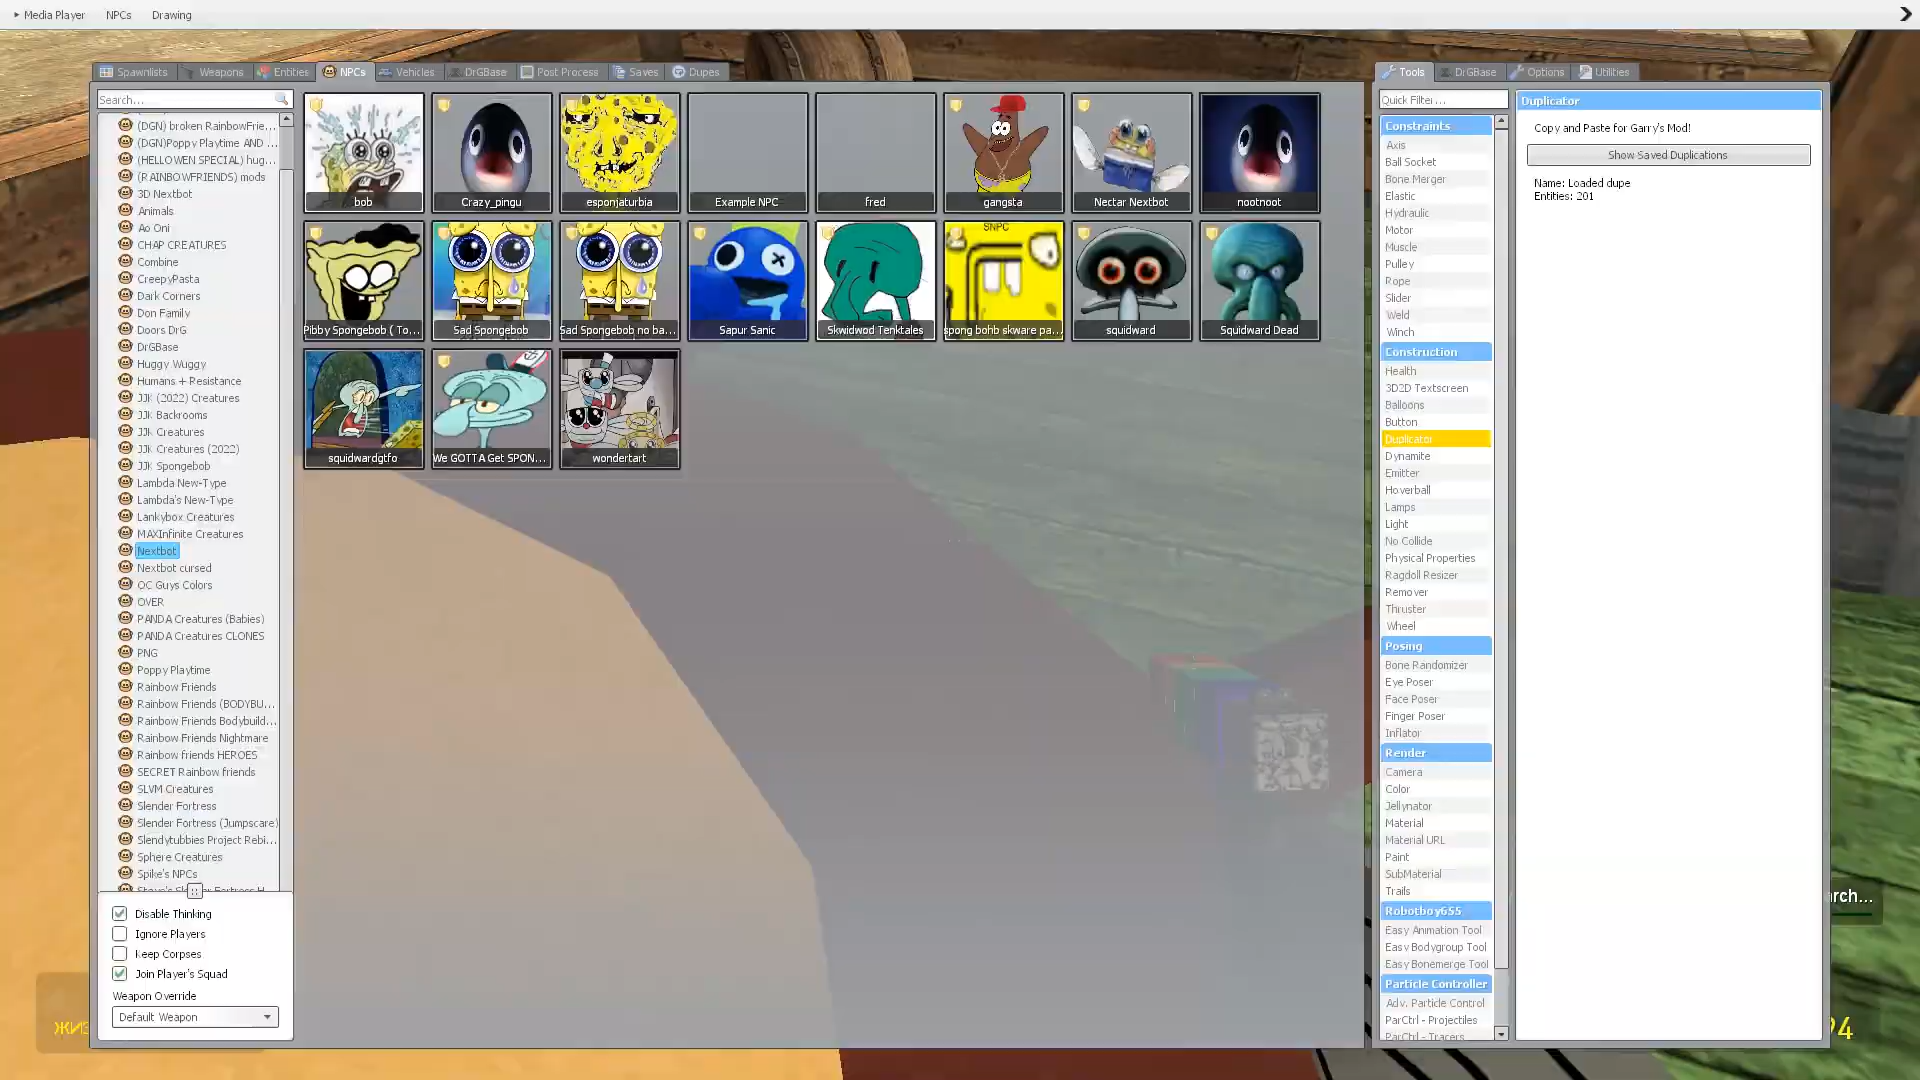 Media Player NPCs Drawing
Spawnlists Weapons Entities NPCs Vehicles DrGBase Post Process Saves Dupes
Search...
(DGN) broken RainbowFrie...
(DGN)Poppy Playtime AND ...
(HELLOWEN SPECIAL) hug...
(RAINBOWFRIENDS) mods
3D Nextbot
Animals
Ao Oni
CHAP CREATURES
Combine
CreepyPasta
Dark Corners
Don Family
Doors DrG
DrGBase
Huggy Wuggy
Humans + Resistance
JJK (2022) Creatures
JJK Backrooms
JJK Creatures
JJK Creatures (2022)
JJK Spongebob
Lambda New-Type
Lambda's New-Type
Lankybox Creatures
MAXInfinite Creatures
Nextbot
Nextbot cursed
OC Guys Colors
OVER
PANDA Creatures (Babies)
PANDA Creatures CLONES
PNG
Poppy Playtime
Rainbow Friends
Rainbow Friends (BODYBU...
Rainbow Friends Bodybuild...
Rainbow Friends Nightmare
Rainbow friends HEROES
SECRET Rainbow friends
SLVM Creatures
Slender Fortress
Slender Fortress (Jumpscare)
Slendytubbies Project Rebi...
Sphere Creatures
Spike's NPCs
Disable Thinking
Ignore Players
Keep Corpses
Join Player's Squad
Weapon Override
Default Weapon
bob Crazy_pingu esponjaturbia Example NPC fred gangsta Nectar Nextbot nootnoot
SNPC
Pibby Spongebob ( To... Sad Spongebob Sad Spongebob no ba... Sapur Sanic Skwidwod Tenktales spong bohb skware pa... squidward Squidward Dead
squidwardgtfo We GOTTA Get SPON... wondertart
Tools DrGBase Options Utilities
Quick Filter...
Constraints
Axis
Ball Socket
Bone Merger
Elastic
Hydraulic
Motor
Muscle
Pulley
Rope
Slider
Weld
Winch
Construction
Health
3D2D Textscreen
Balloons
Button
Duplicator
Dynamite
Emitter
Hoverball
Lamps
Light
No Collide
Physical Properties
Ragdoll Resizer
Remover
Thruster
Wheel
Posing
Bone Randomizer
Eye Poser
Face Poser
Finger Poser
Inflator
Render
Camera
Color
Jellynator
Material
Material URL
Paint
SubMaterial
Trails
Robotboy655
Easy Animation Tool
Easy Bodygroup Tool
Easy Bonemerge Tool
Particle Controller
Adv. Particle Control
ParCtrl - Projectiles
ParCtrl - Tracers
Duplicator
Copy and Paste for Garry's Mod!
Show Saved Duplications
Name: Loaded dupe
Entities: 201
arch...